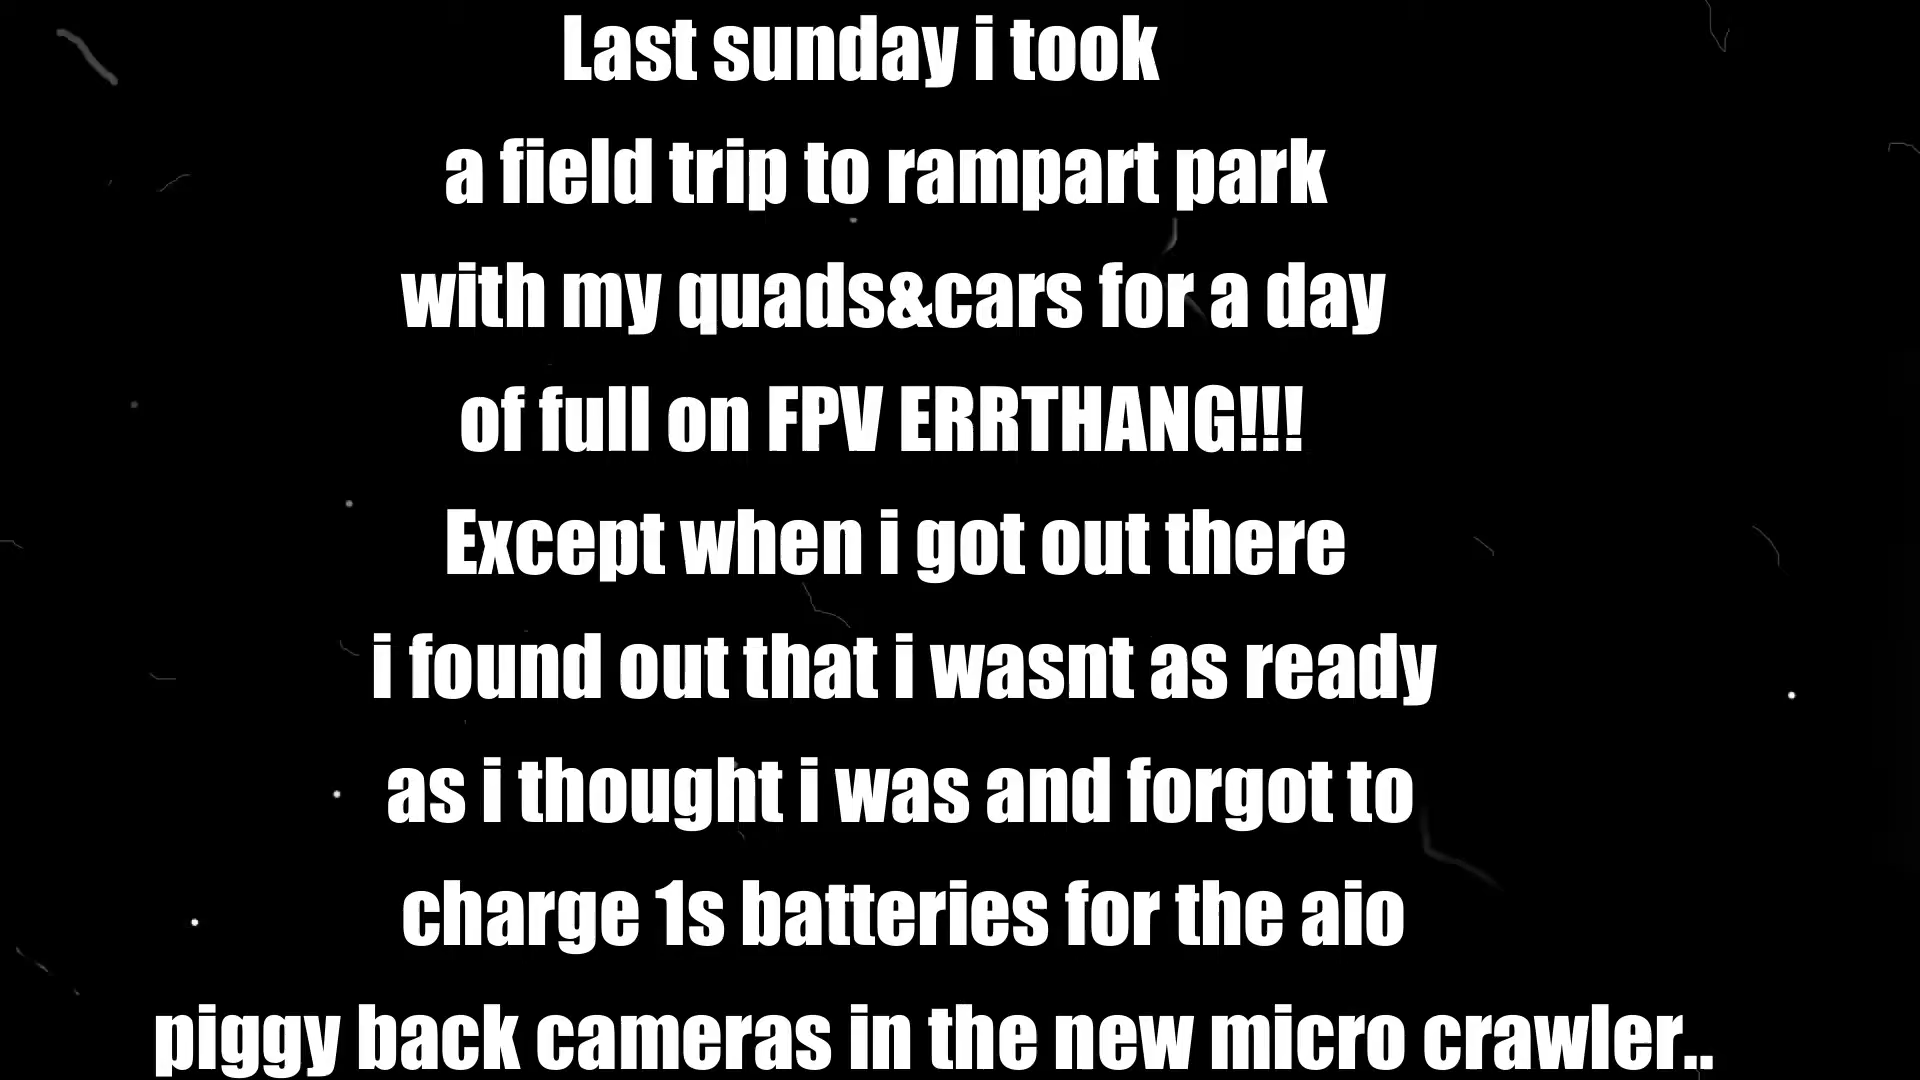 Last sunday i took
a field trip to rampart park
with my quads&cars for a day
of full on FPV ERRTHANG!!!
Except when i got out there
i found out that i wasnt as ready
as i thought i was and forgot to
charge 1s batteries for the aio
piggy back cameras in the new micro crawler..